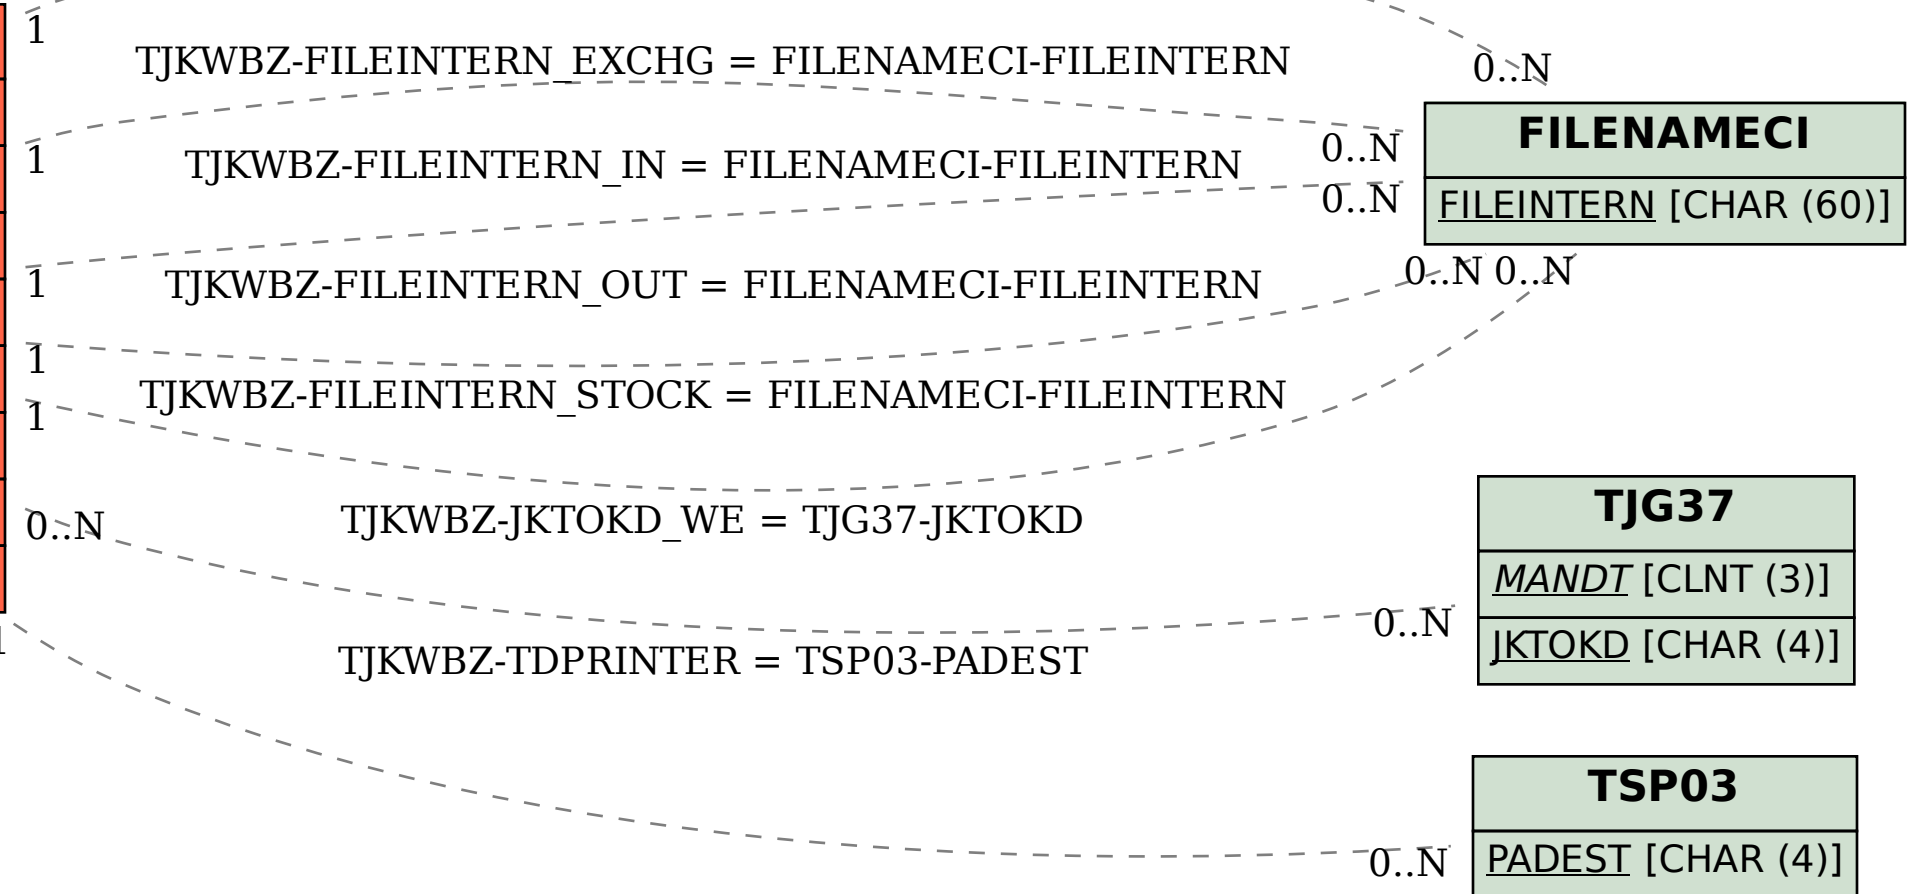 1
TJKWBZ-FILEINTERN_EXCHG = FILENAMECI-FILEINTERN
0..N
FILENAMECI
1
TJKWBZ-FILEINTERN_IN = FILENAMECI-FILEINTERN
0..N
0..N
FILEINTERN [CHAR (60)]
1
TJKWBZ-FILEINTERN_OUT = FILENAMECI-FILEINTERN
0..N 0..N
1
TJKWBZ-FILEINTERN_STOCK = FILENAMECI-FILEINTERN
1
0..N
TJKWBZ-JKTOKD_WE = TJG37-JKTOKD
TJG37
MANDT [CLNT (3)]
0..N
JKTOKD [CHAR (4)]
TJKWBZ-TDPRINTER = TSP03-PADEST
TSP03
0..N
PADEST [CHAR (4)]